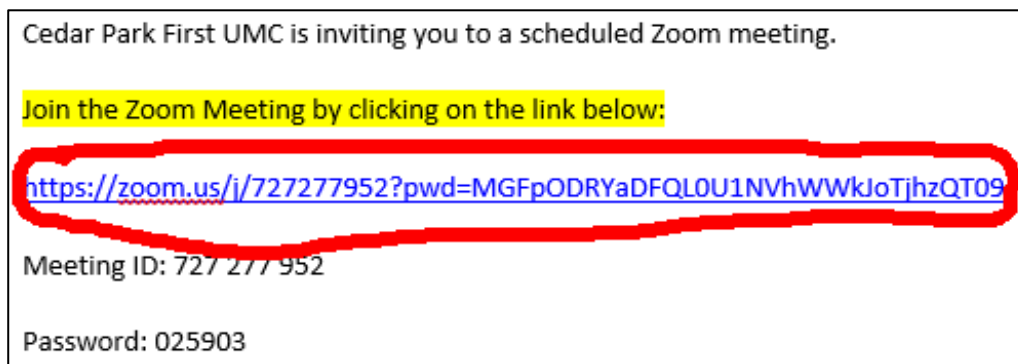 Cedar Park First UMC is inviting you to a scheduled Zoom meeting.
Join the Zoom Meeting by clicking on the link below:
https://zoom.us/j/727277952?pwd=MGFpODRYaDFQL0U1NVhWWkJoTjhzQT09
Meeting ID: 727 277 952
Password: 025903